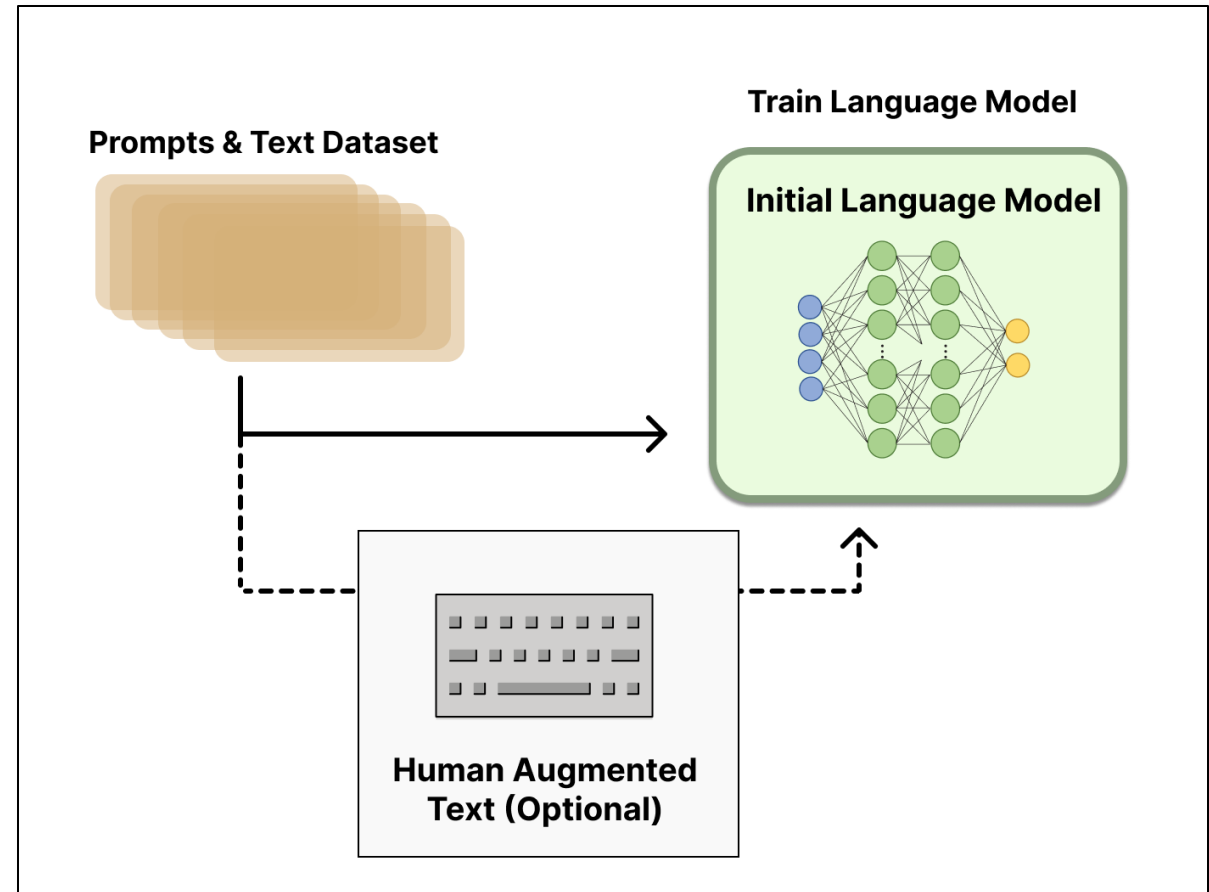 Train Language Model
Prompts & Text Dataset
Initial Language Model
Human Augmented
Text (Optional)